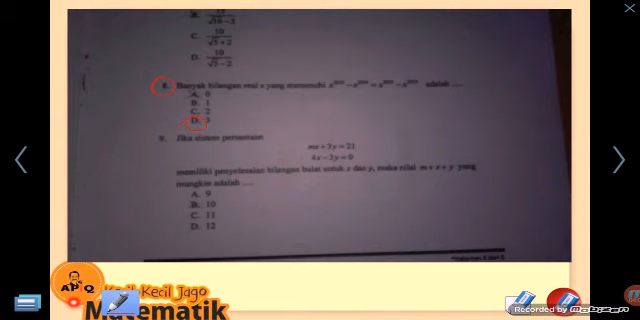 C. 10
√5 + 2
D. 10
√5 − 2
8. Banyak bilangan real x yang memenuhi adalah ....
A. 0
B. 1
C. 2
D. 3
9. Jika sistem persamaan
mx + 3y = 21
4x − 3y = 0
memiliki penyelesaian bilangan bulat untuk x dan y, maka nilai m + x + y yang
mungkin adalah ....
A. 9
B. 10
C. 11
D. 12
APIQ
Kecil Jago
Matematik
Recorded by mobizen